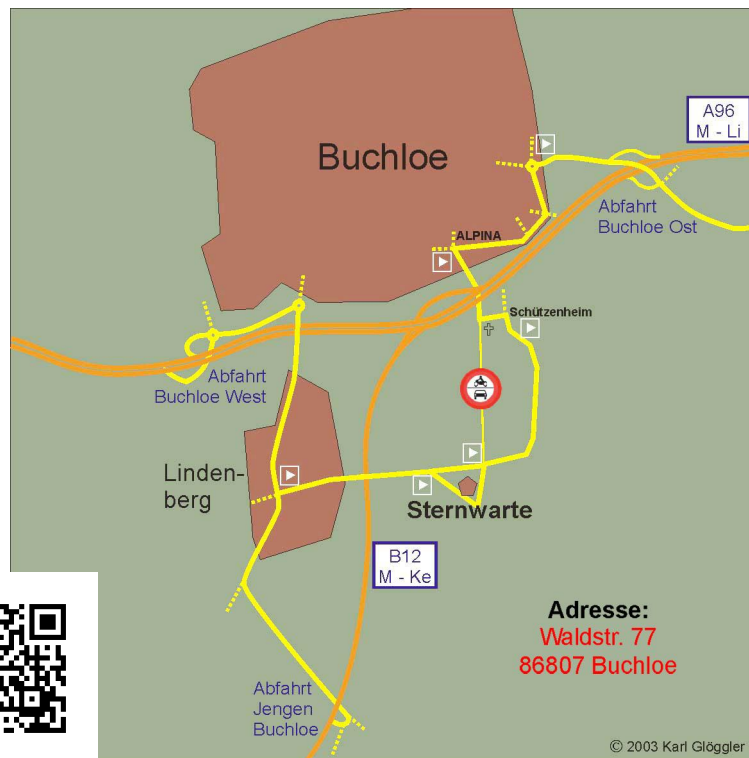 A96
M - Li
Buchloe
Abfahrt
Buchloe Ost
ALPINA
Schützenheim
Abfahrt
Buchloe West
Linden-
berg
Sternwarte
B12
M - Ke
Adresse:
Waldstr. 77
86807 Buchloe
Abfahrt
Jengen
Buchloe
© 2003 Karl Glöggler